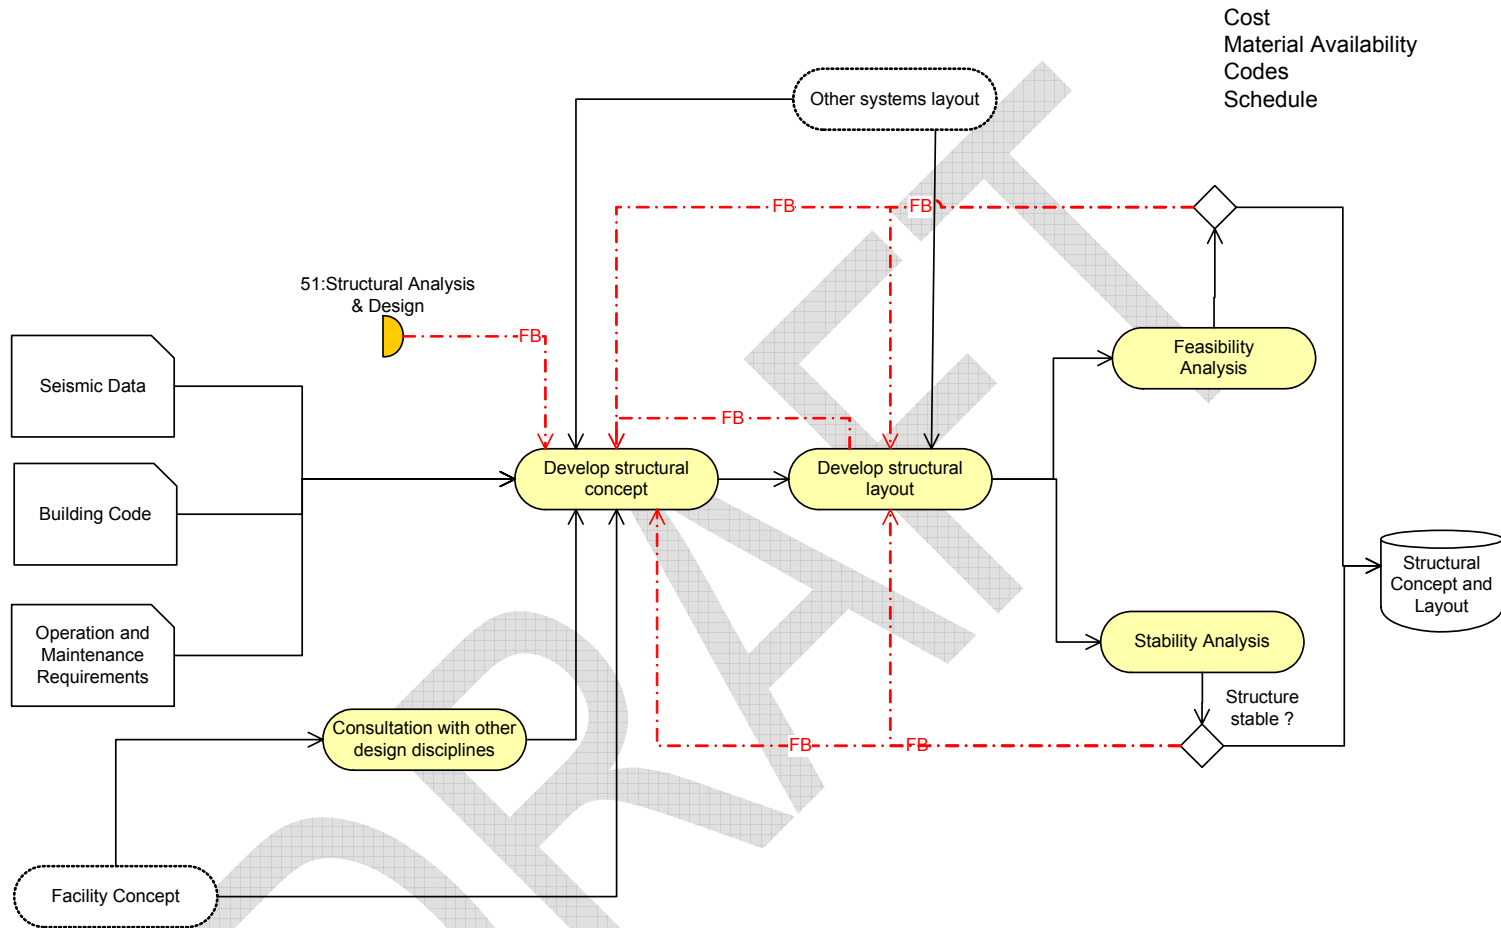 Cost
Material Availability
Codes
Schedule
Other systems layout
FB
FB
51:Structural Analysis
& Design
FB
Feasibility
Analysis
Seismic Data
FB
Develop structural
concept
Develop structural
layout
Building Code
Structural
Concept and
Layout
Operation and
Maintenance
Requirements
Stability Analysis
Structure
stable ?
Consultation with other
design disciplines
FB
FB
Facility Concept
DRAFT